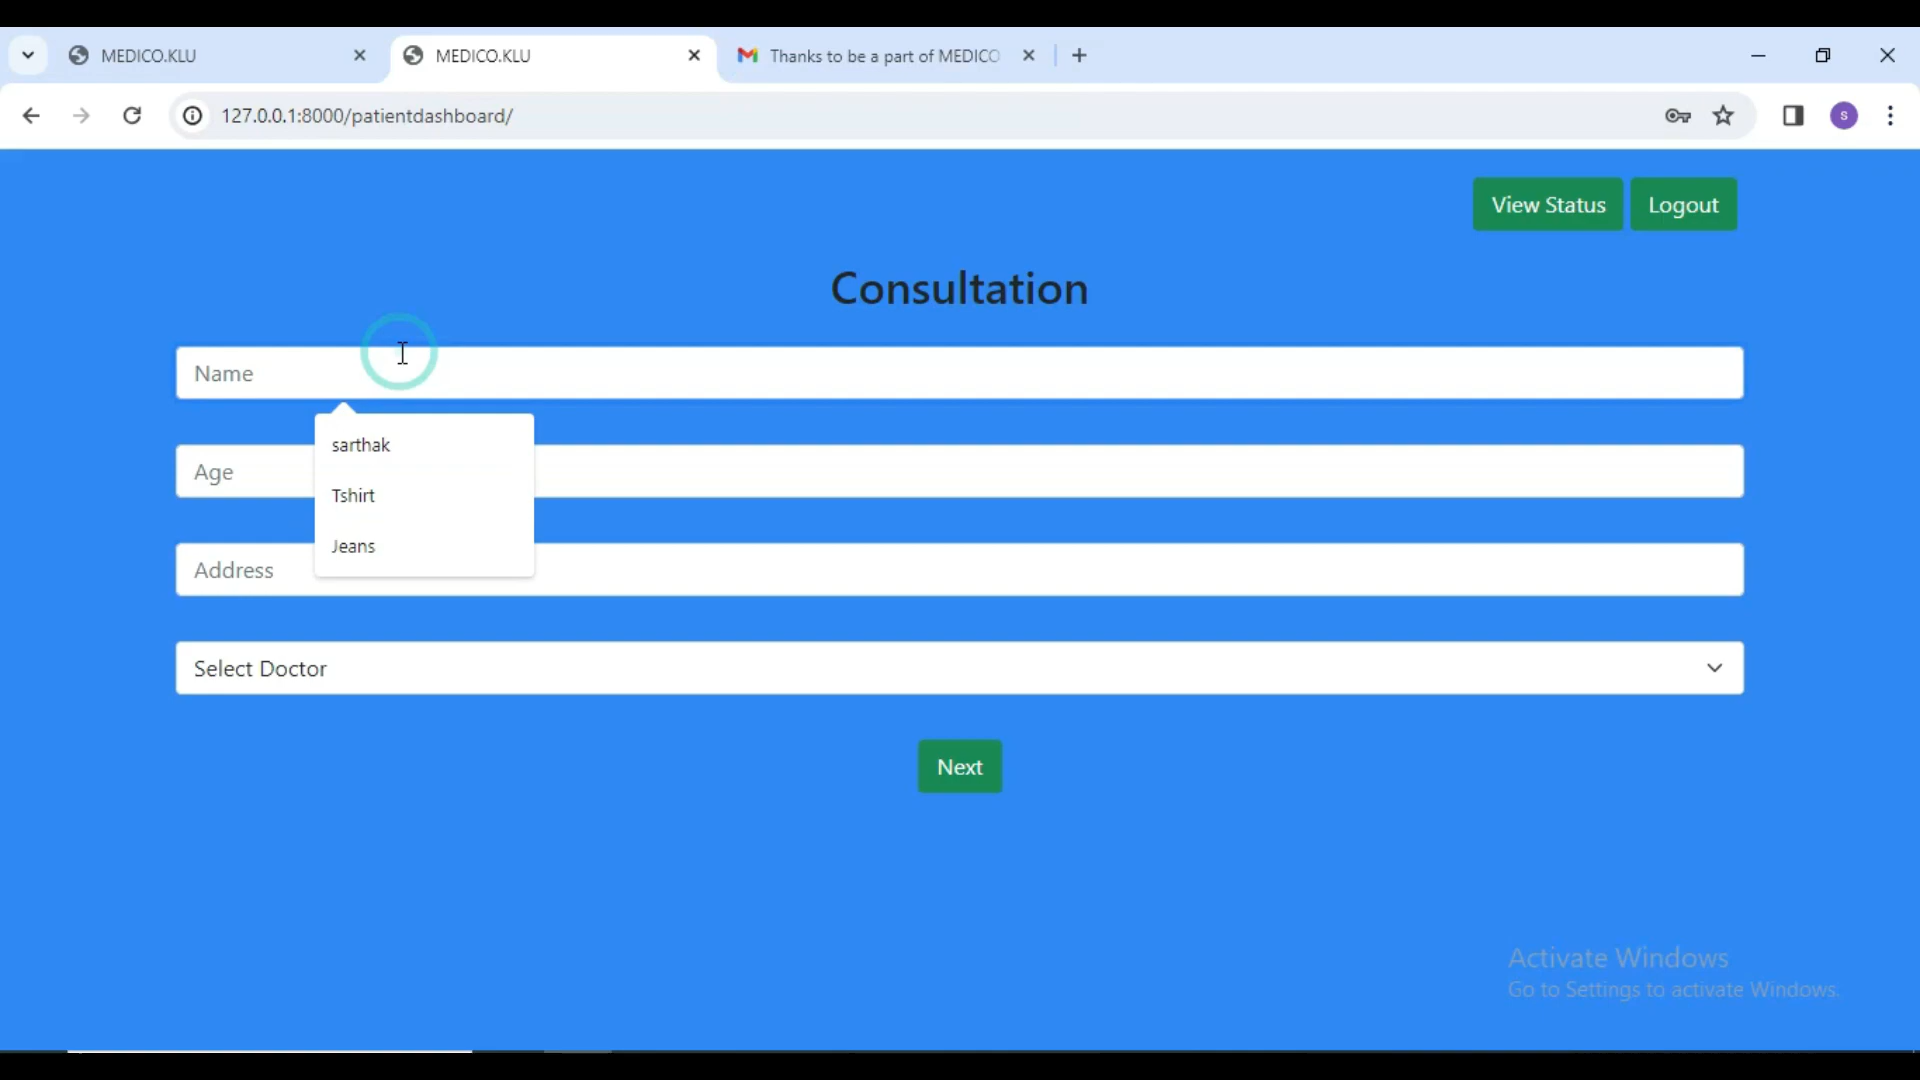 MEDICO.KLU
MEDICO.KLU
Thanks to be a part of MEDICO
127.0.0.1:8000/patientdashboard/
S
View Status
Logout
Consultation
Name
sarthak
Age
Tshirt
Jeans
Address
Select Doctor
Next
Activate Windows
Go to Settings to activate Windows.